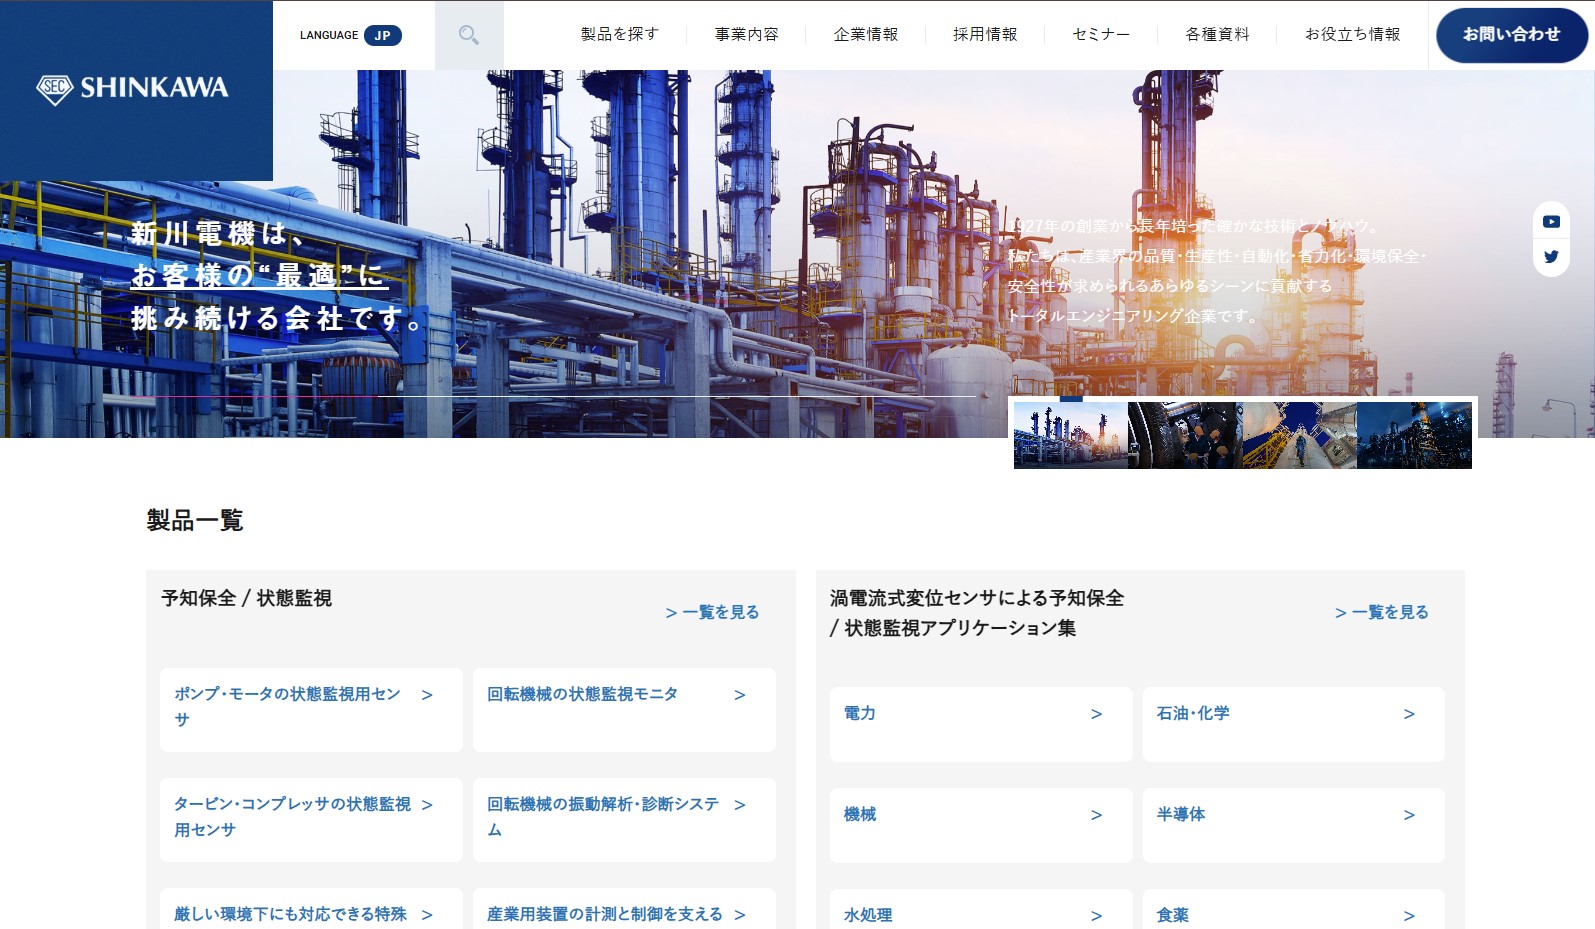 SEC SHINKAWA
LANGUAGE JP
製品を探す
事業内容
企業情報
採用情報
セミナー
各種資料
お役立ち情報
お問い合わせ
新川電機は、
お客様の“最適”に
挑み続ける会社です。
1927年の創業から長年培った確かな技術とノウハウ。
私たちは、産業界の品質・生産性・自動化・省力化・環境保全・
安全性が求められるあらゆるシーンに貢献する
トータルエンジニアリング企業です。
製品一覧
予知保全 / 状態監視
> 一覧を見る
ポンプ・モータの状態監視用セン >
サ
回転機械の状態監視モニタ >
タービン・コンプレッサの状態監視 >
用センサ
回転機械の振動解析・診断システ >
ム
厳しい環境下にも対応できる特殊 >
産業用装置の計測と制御を支える >
渦電流式変位センサによる予知保全
/ 状態監視アプリケーション集
> 一覧を見る
電力 >
石油・化学 >
機械 >
半導体 >
水処理 >
食薬 >